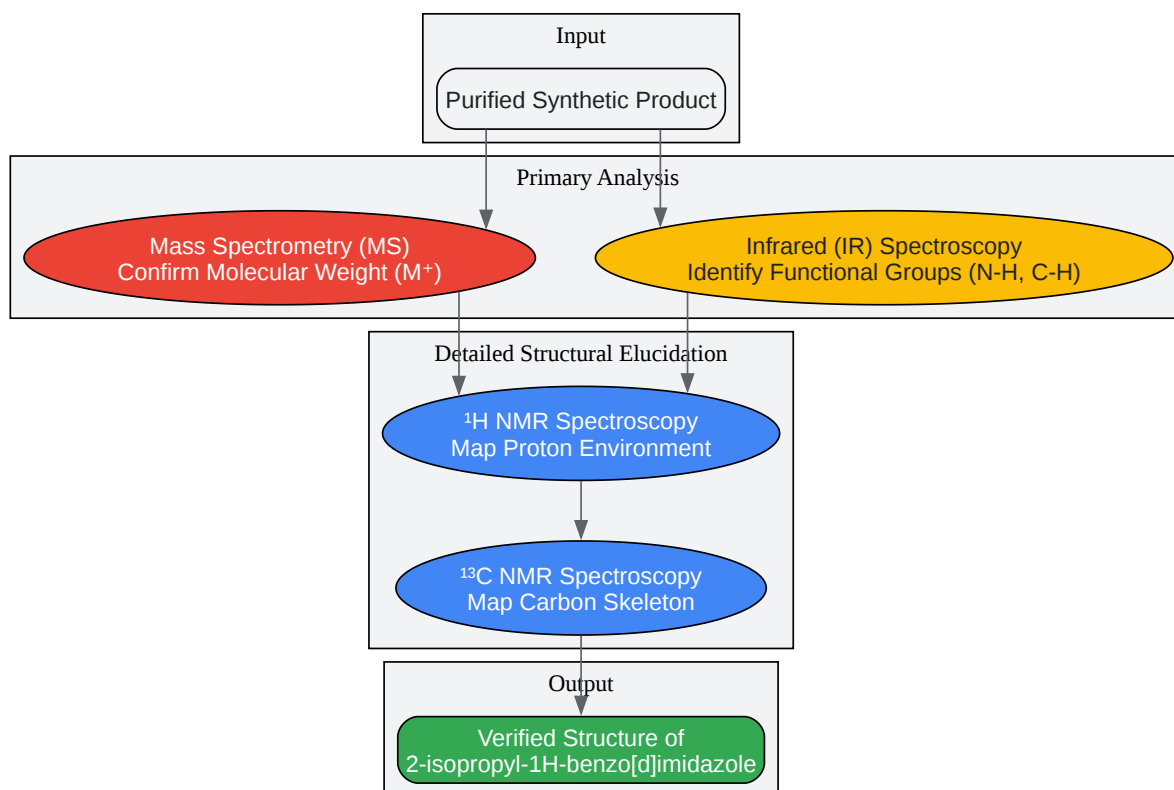 Input
Purified Synthetic Product
Primary Analysis
Mass Spectrometry (MS)
Confirm Molecular Weight (M⁺)
Infrared (IR) Spectroscopy
Identify Functional Groups (N-H, C-H)
Detailed Structural Elucidation
¹H NMR Spectroscopy
Map Proton Environment
¹³C NMR Spectroscopy
Map Carbon Skeleton
Output
Verified Structure of
2-isopropyl-1H-benzo[d]imidazole